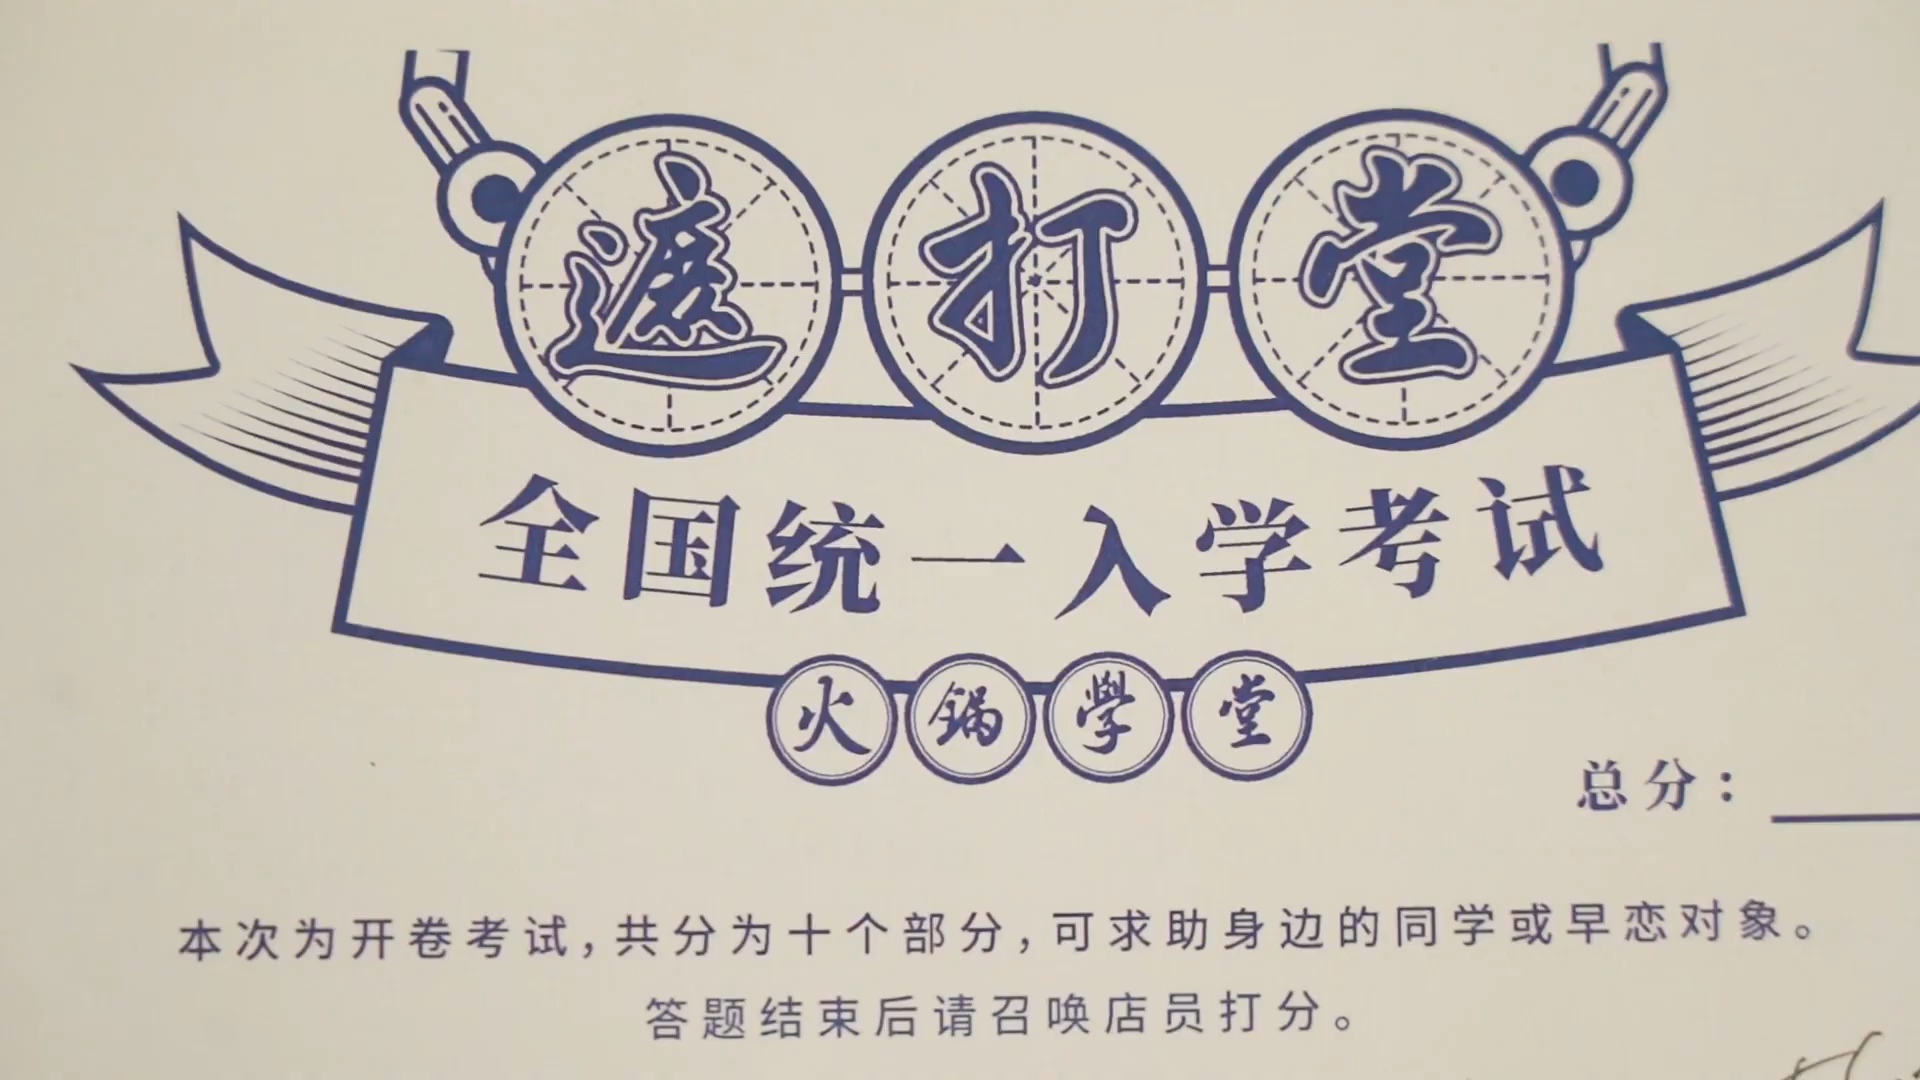 遮打堂
全国统一入学考试
火锅學堂
总分：
本次为开卷考试，共分为十个部分，可求助身边的同学或早恋对象。
答题结束后请召唤店员打分。